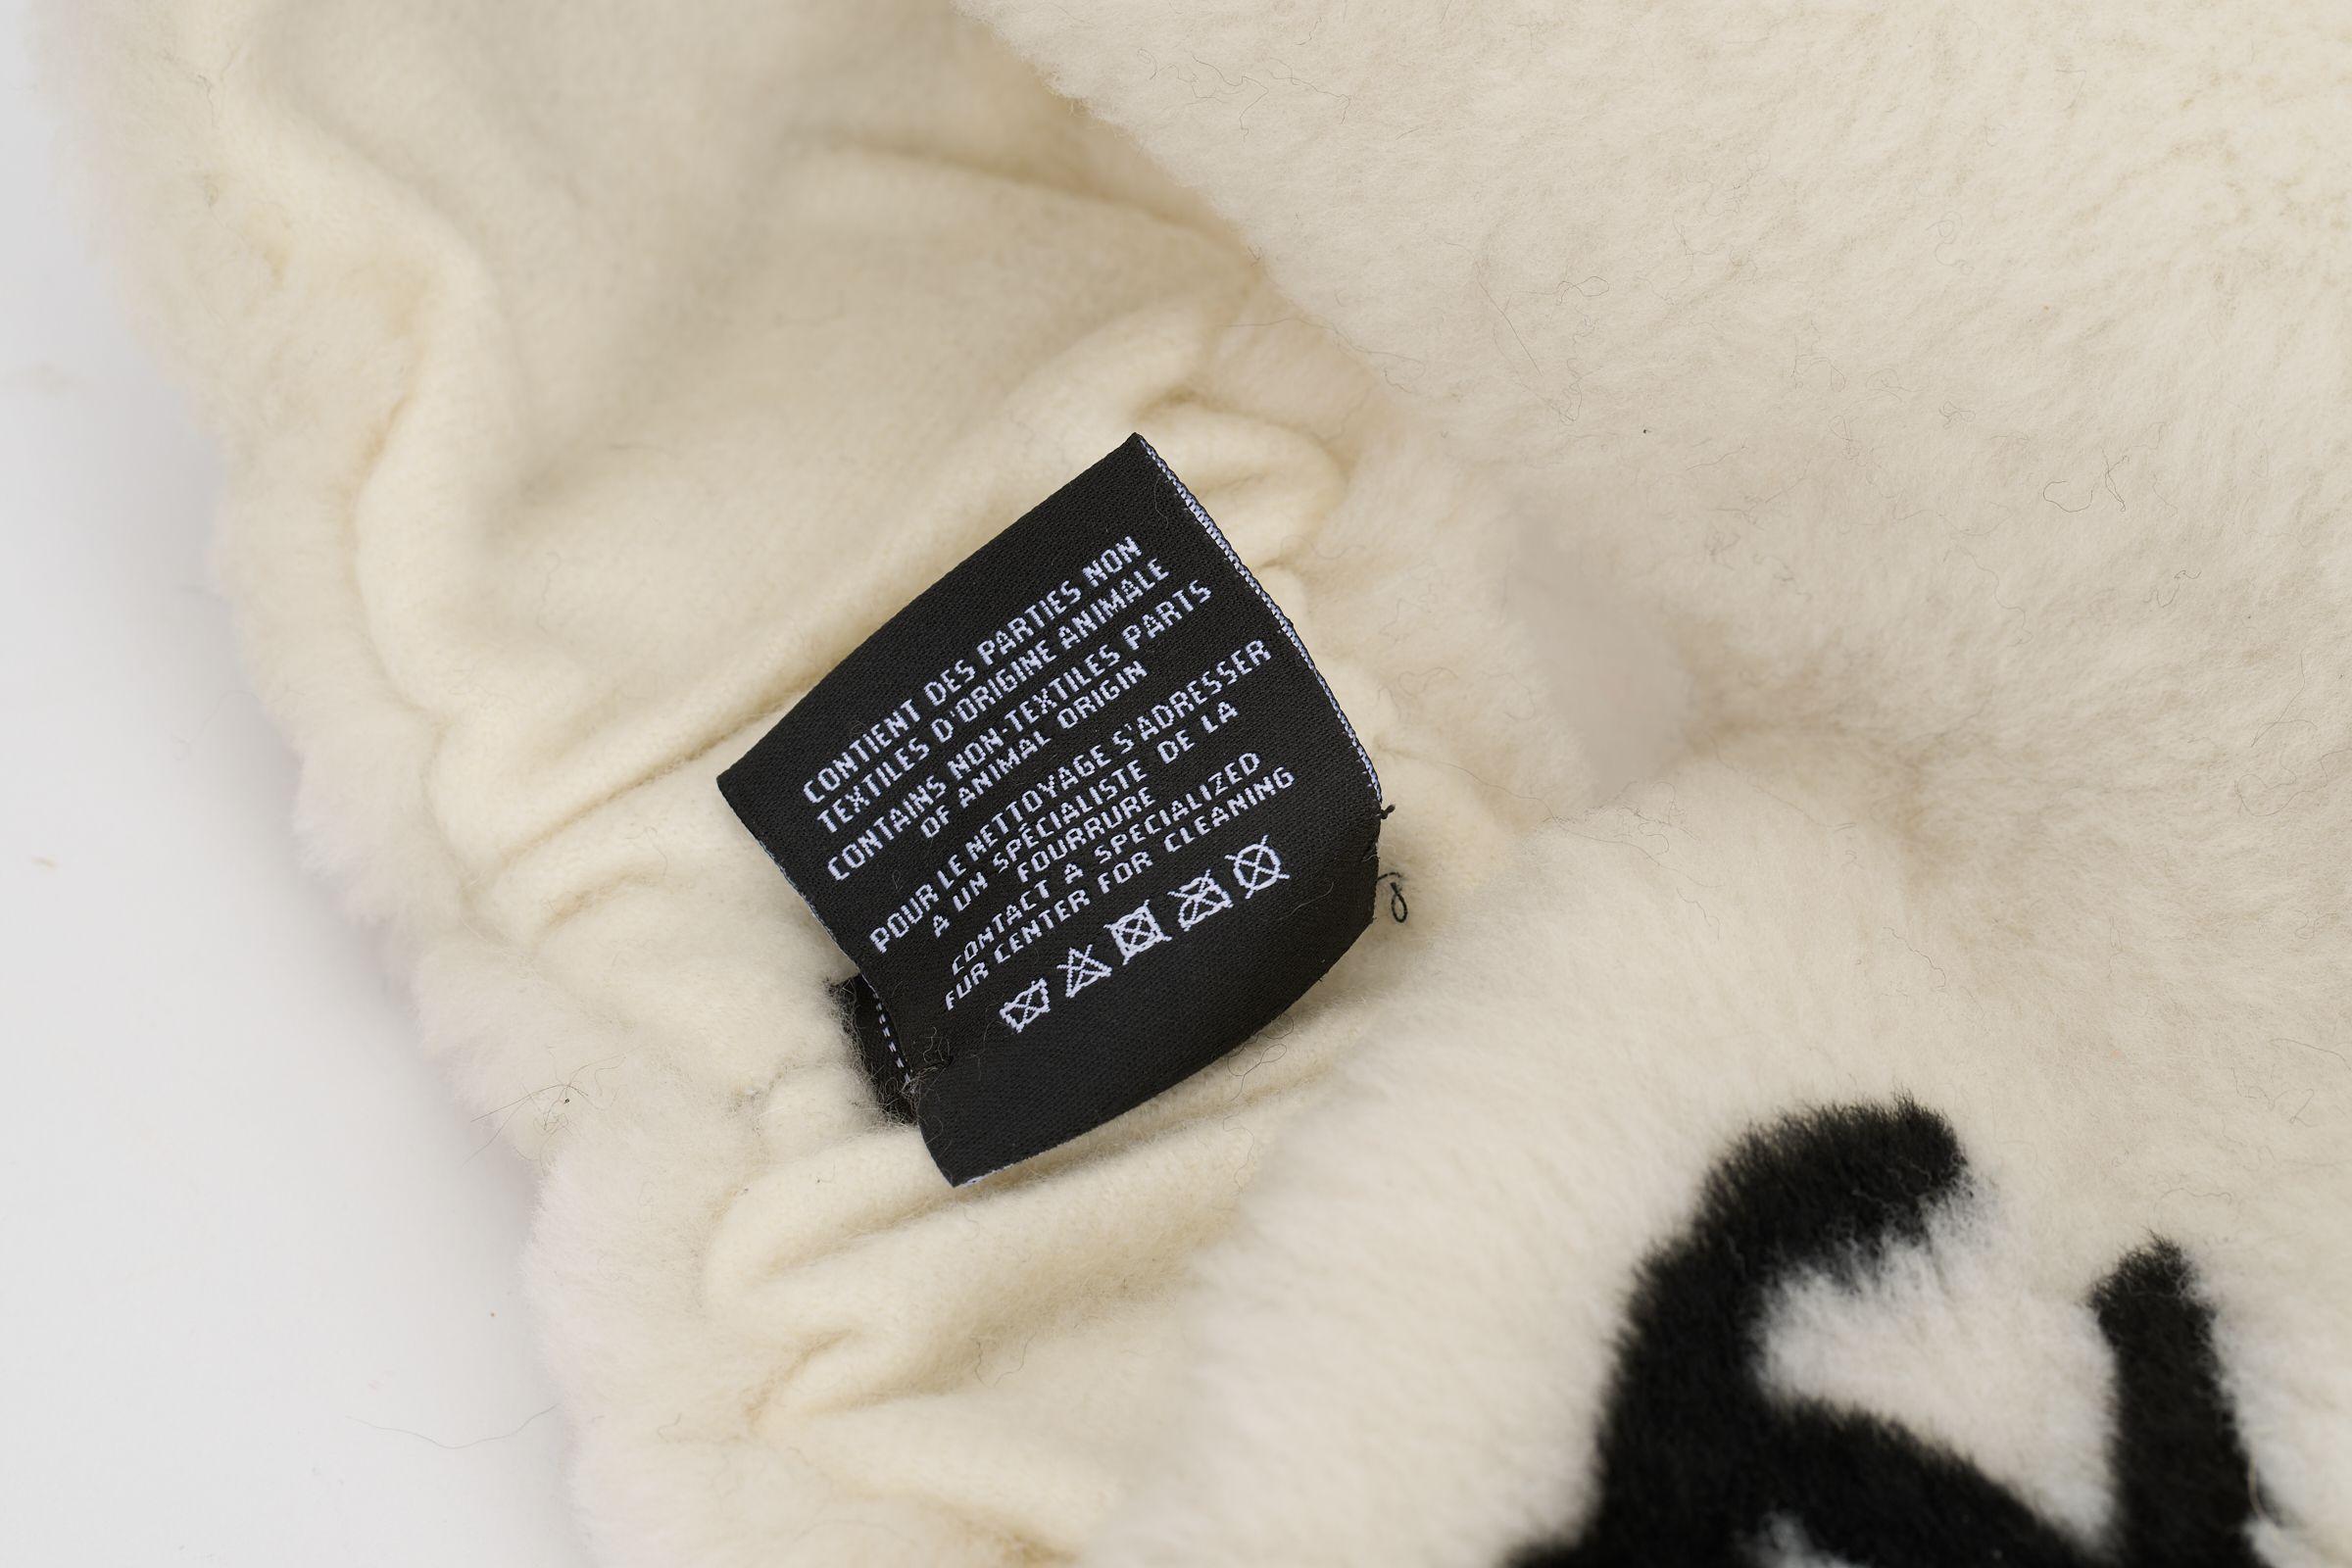 CONTIENT DES PARTIES NON
TEXTILES D'ORIGINE ANIMALE
CONTAINS NON-TEXTILES PARTS
OF ANIMAL ORIGIN
POUR LE NETTOYAGE S'ADRESSER
A UN SPÉCIALISTE DE LA
FOURRURE
CONTACT A SPECIALIZED
FUR CENTER FOR CLEANING